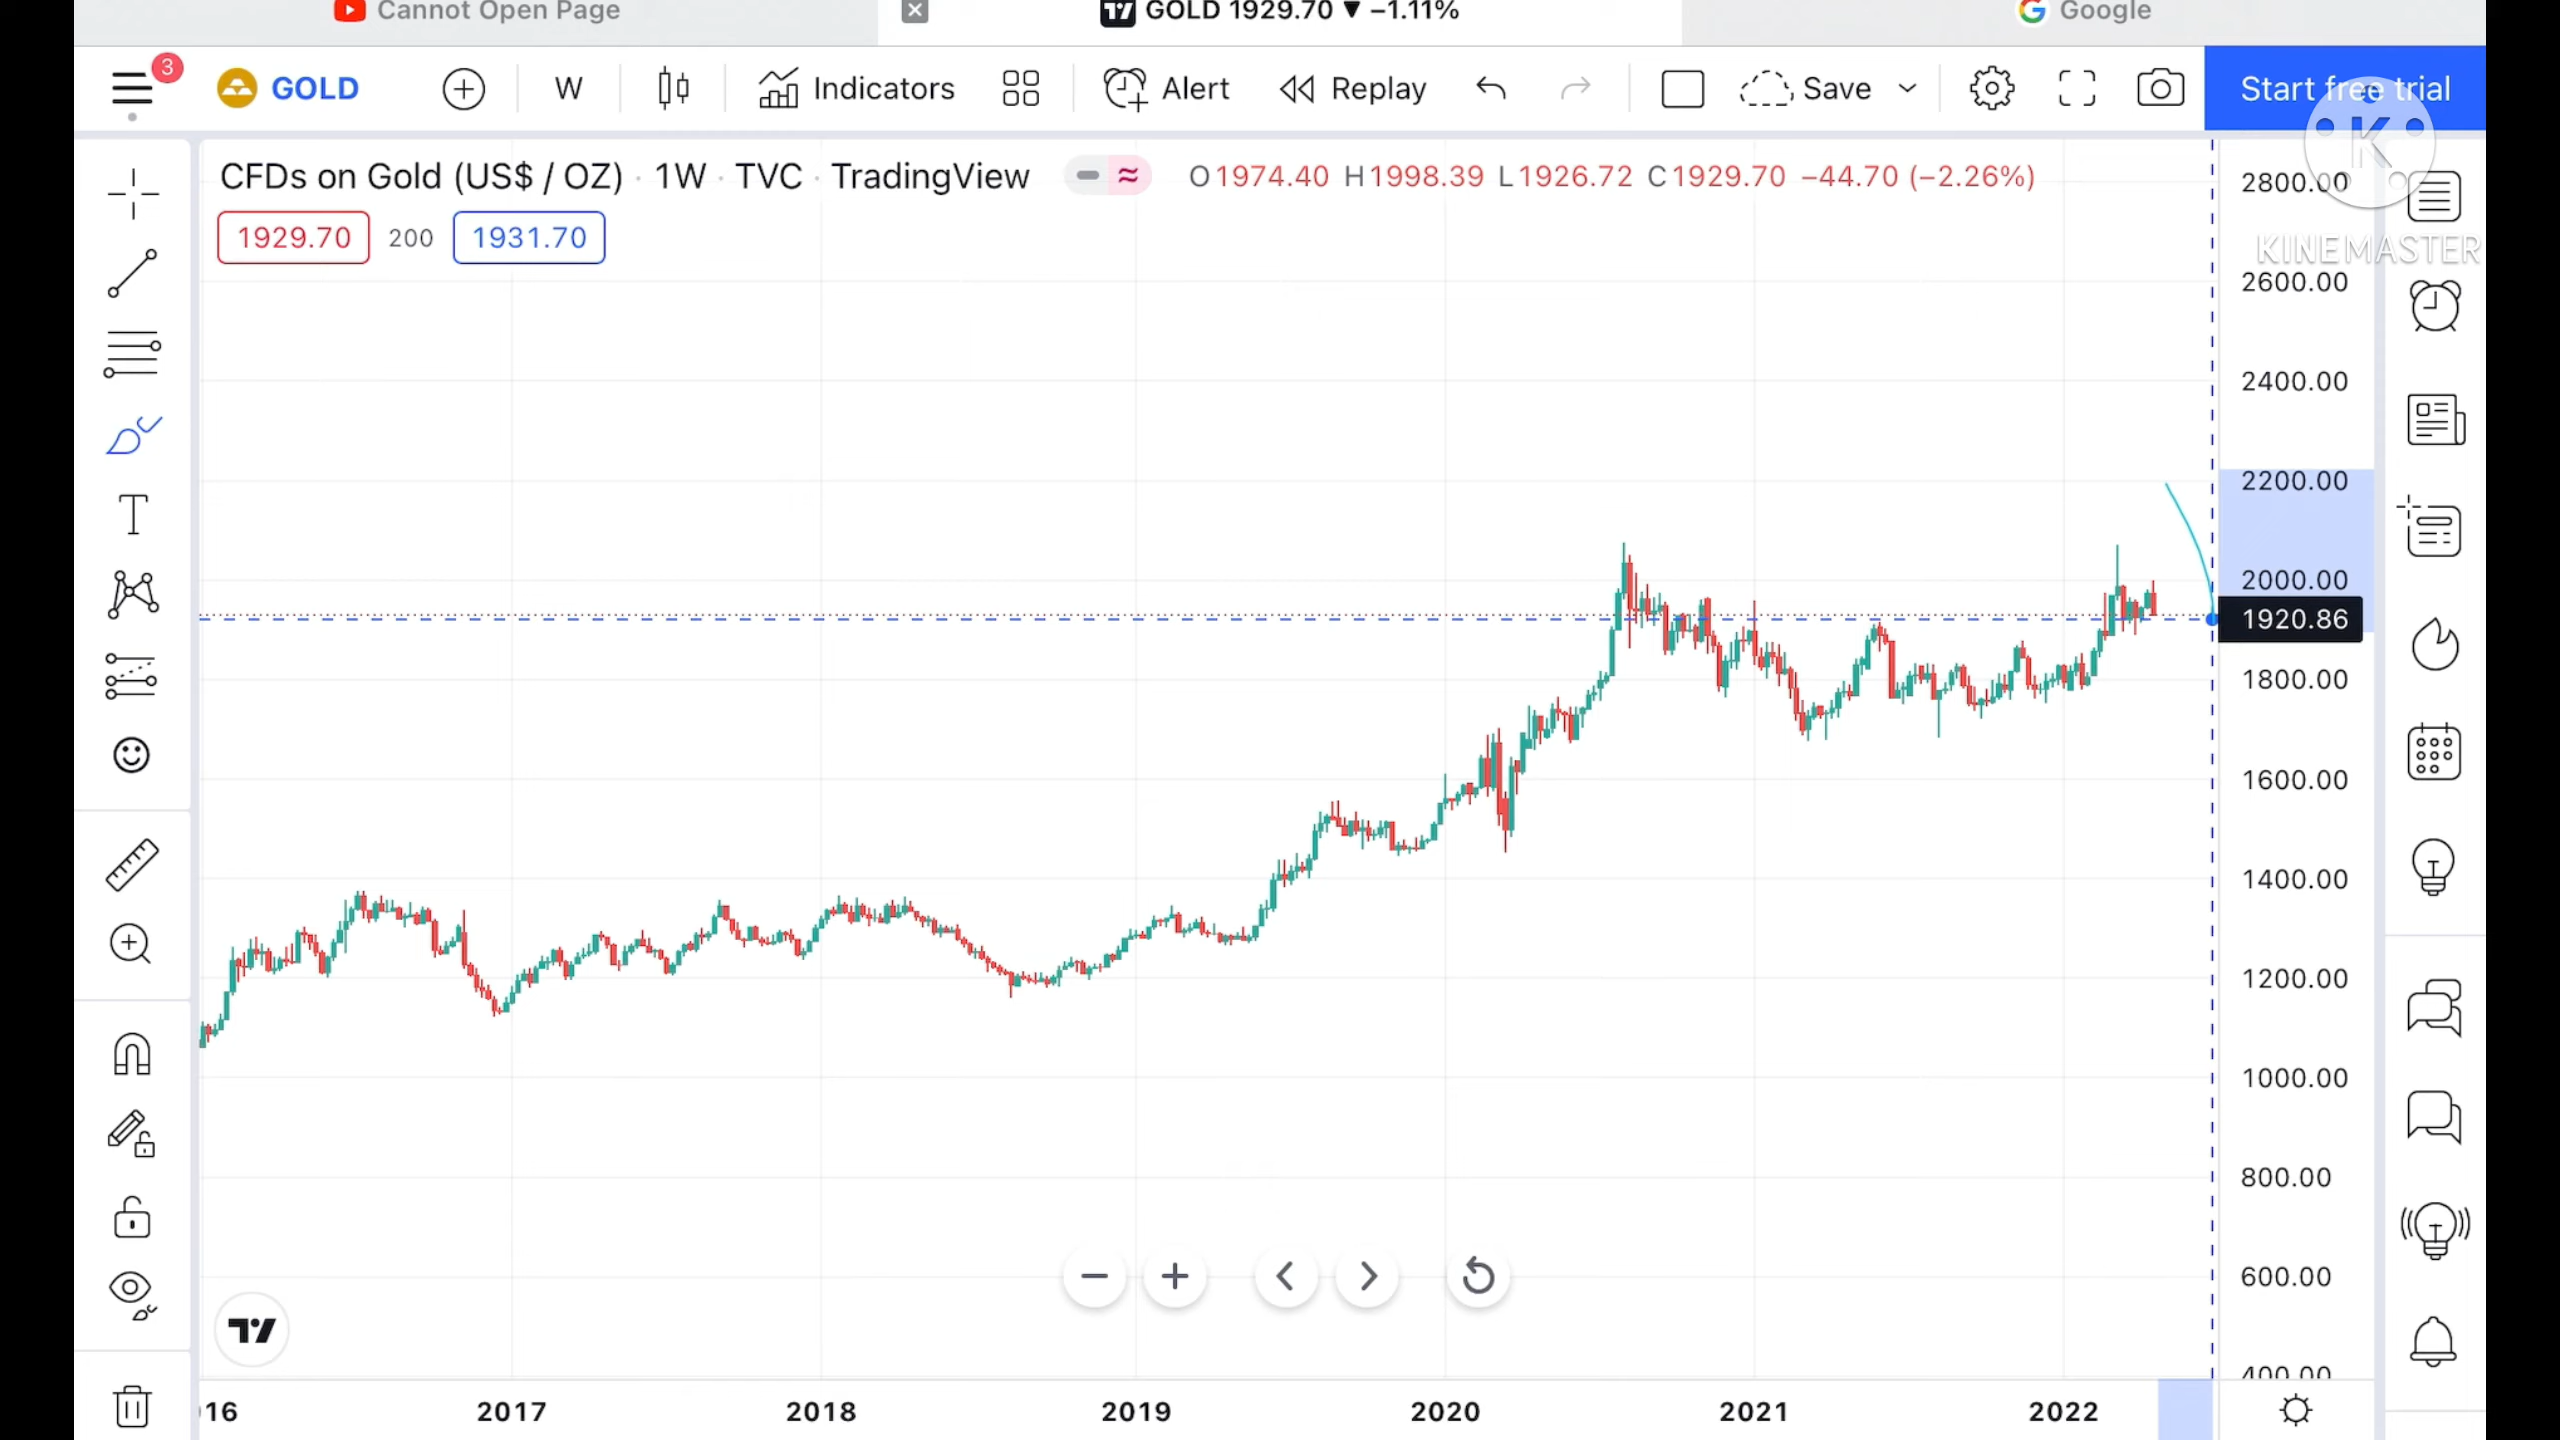 Cannot Open Page
GOLD 1929.70 ▼ −1.11%
Google
3
GOLD
W
Indicators
Alert
Replay
Save
Start free trial
CFDs on Gold (US$ / OZ) · 1W · TVC · TradingView
O1974.40 H1998.39 L1926.72 C1929.70 −44.70 (−2.26%)
1929.70 200 1931.70
K
KINEMASTER
2800.00
2600.00
2400.00
2200.00
2000.00
1920.86
1800.00
1600.00
1400.00
1200.00
1000.00
800.00
600.00
400.00
16 2017 2018 2019 2020 2021 2022